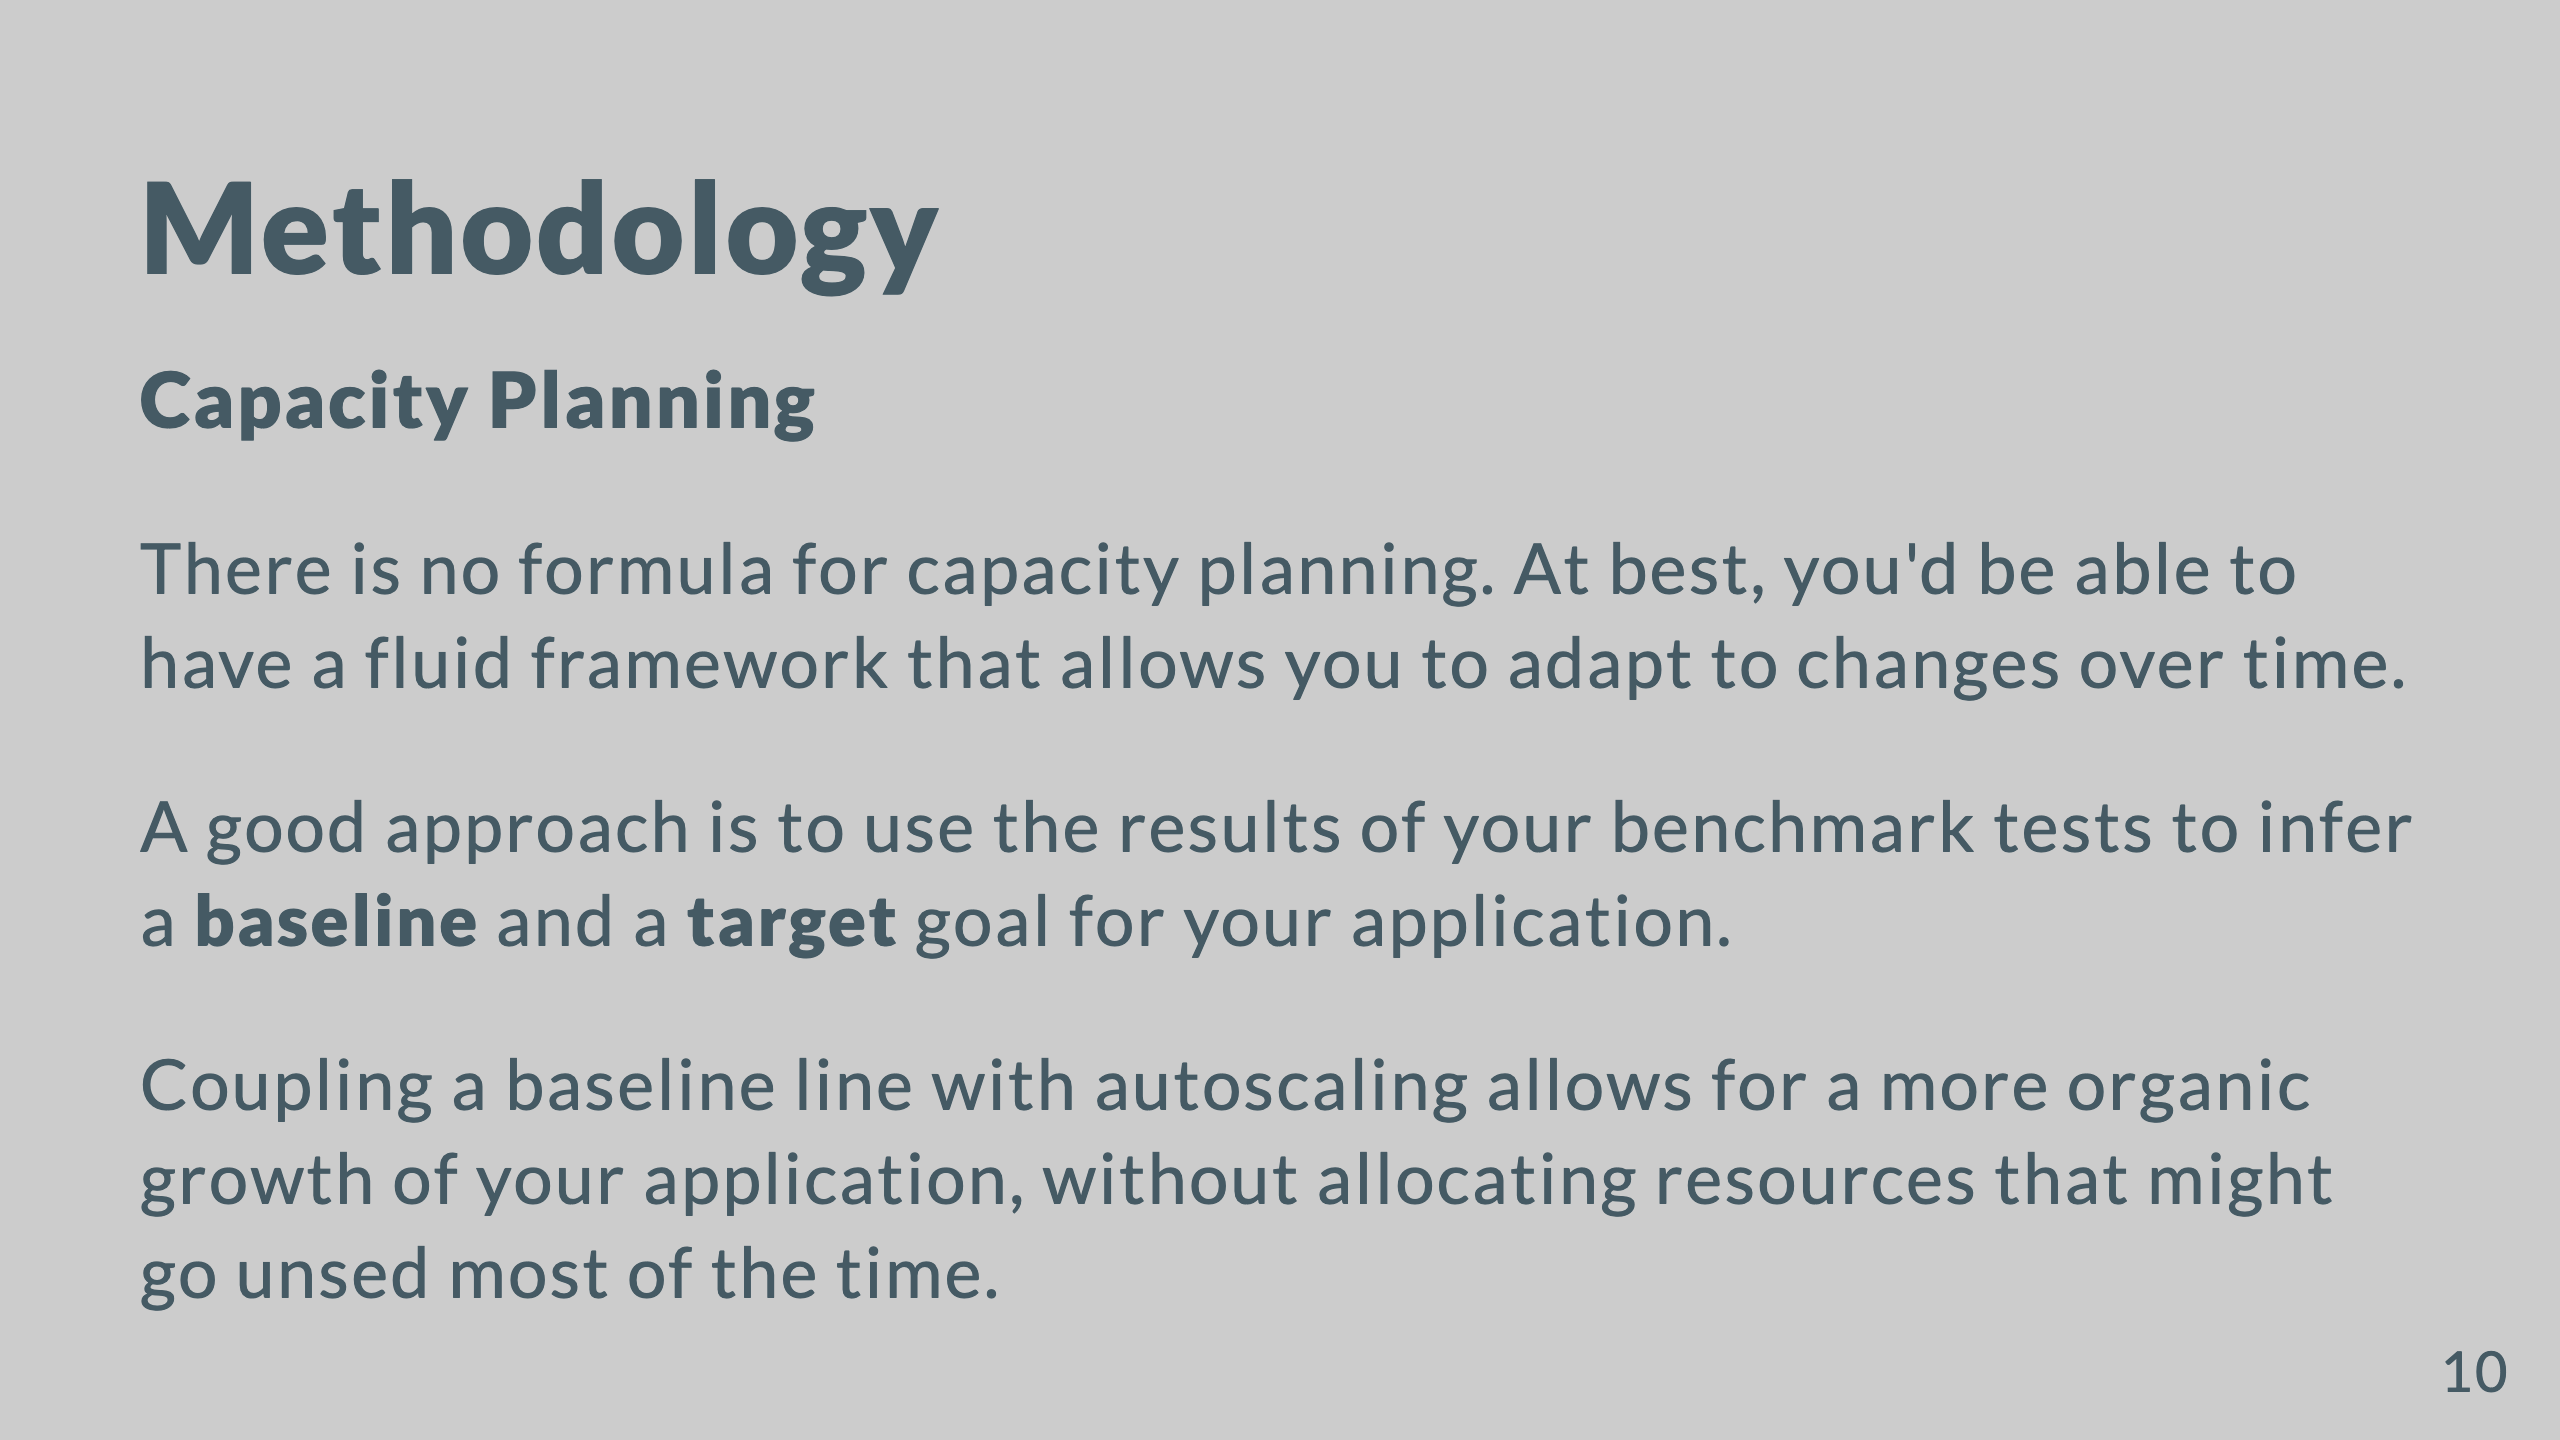 Methodology
Capacity Planning
There is no formula for capacity planning. At best, you'd be able to
have a fluid framework that allows you to adapt to changes over time.
A good approach is to use the results of your benchmark tests to infer
a baseline and a target goal for your application.
Coupling a baseline line with autoscaling allows for a more organic
growth of your application, without allocating resources that might
go unsed most of the time.
10